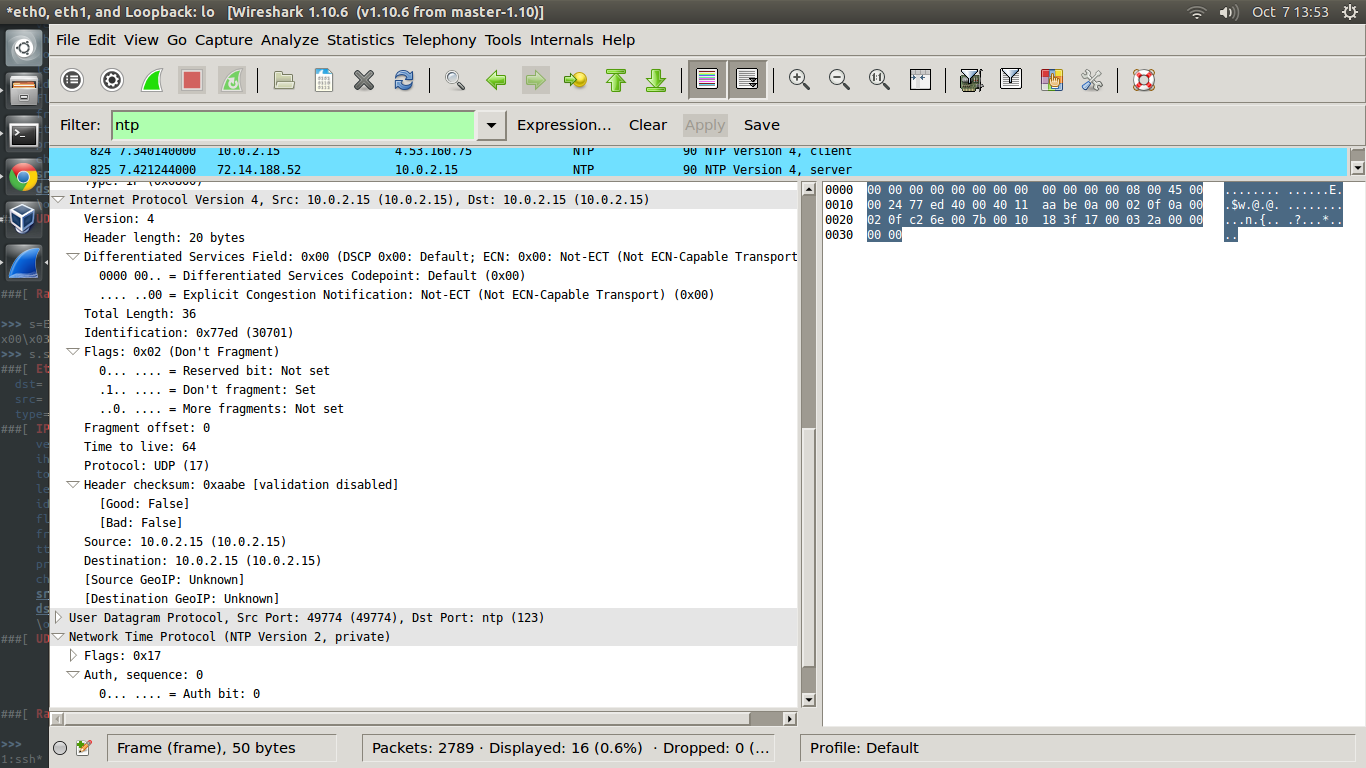 *eth0, eth1, and Loopback: lo   [Wireshark 1.10.6  (v1.10.6 from master-1.10)]
Oct 7 13:53
File Edit View Go Capture Analyze Statistics Telephony Tools Internals Help
Filter: ntp Expression... Clear Apply Save
824 7.340140000 10.0.2.15 4.53.160.75 NTP 90 NTP Version 4, client
825 7.421244000 72.14.188.52 10.0.2.15 NTP 90 NTP Version 4, server
Type: IP (0x0800)
Internet Protocol Version 4, Src: 10.0.2.15 (10.0.2.15), Dst: 10.0.2.15 (10.0.2.15)
Version: 4
Header length: 20 bytes
Differentiated Services Field: 0x00 (DSCP 0x00: Default; ECN: 0x00: Not-ECT (Not ECN-Capable Transport
0000 00.. = Differentiated Services Codepoint: Default (0x00)
.... ..00 = Explicit Congestion Notification: Not-ECT (Not ECN-Capable Transport) (0x00)
Total Length: 36
Identification: 0x77ed (30701)
Flags: 0x02 (Don't Fragment)
0... .... = Reserved bit: Not set
.1.. .... = Don't fragment: Set
..0. .... = More fragments: Not set
Fragment offset: 0
Time to live: 64
Protocol: UDP (17)
Header checksum: 0xaabe [validation disabled]
[Good: False]
[Bad: False]
Source: 10.0.2.15 (10.0.2.15)
Destination: 10.0.2.15 (10.0.2.15)
[Source GeoIP: Unknown]
[Destination GeoIP: Unknown]
User Datagram Protocol, Src Port: 49774 (49774), Dst Port: ntp (123)
Network Time Protocol (NTP Version 2, private)
Flags: 0x17
Auth, sequence: 0
0... .... = Auth bit: 0
0000 00 00 00 00 00 00 00 00 00 00 00 00 08 00 45 00 ........ ......E.
0010 00 24 77 ed 40 00 40 11 aa be 0a 00 02 0f 0a 00 .$w.@.@. ........
0020 02 0f c2 6e 00 7b 00 10 18 3f 17 00 03 2a 00 00 ...n.{.. .?...*..
0030 00 00 ..
###[ Ra
>>> s=E
x00\x03
>>> s.s
###[ Et
dst=
src=
type=
###[ IP
ve
ih
to
le
id
fl
fr
tt
pr
ch
sr
ds
\o
###[ UD
###[ Ra
>>>
1:ssh*
Frame (frame), 50 bytes
Packets: 2789 · Displayed: 16 (0.6%) · Dropped: 0 (...
Profile: Default